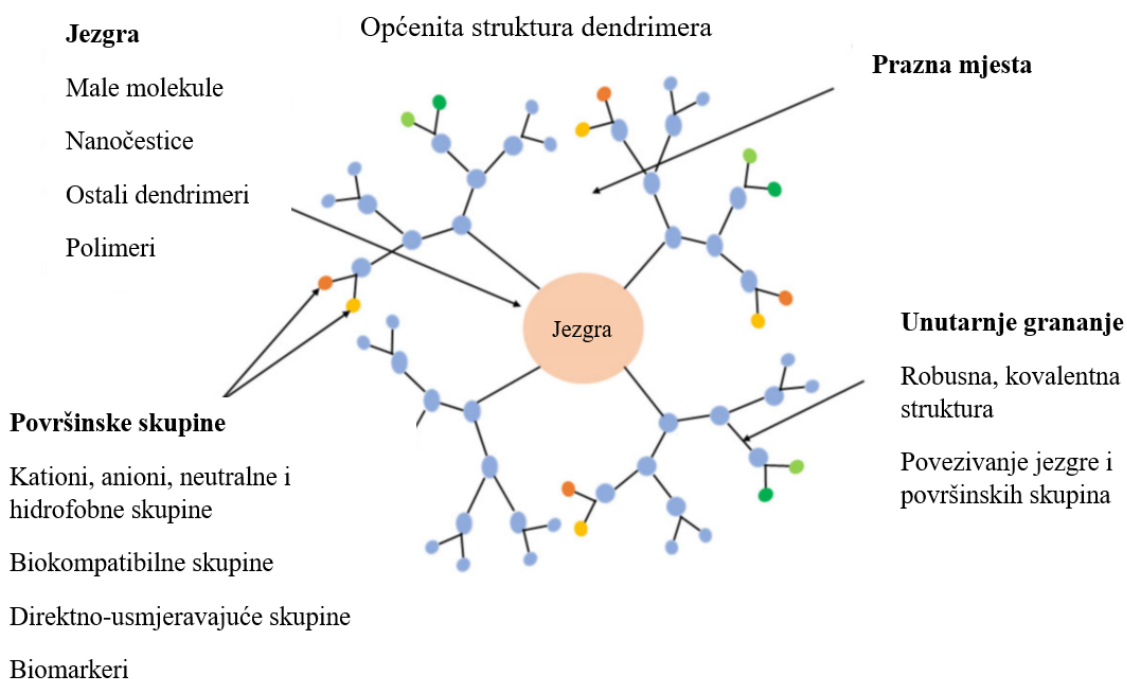 Općenita struktura dendrimera
Jezgra
Male molekule
Nanočestice
Ostali dendrimeri
Polimeri
Prazna mjesta
Jezgra
Unutarnje grananje
Robusna, kovalentna
struktura
Povezivanje jezgre i
površinskih skupina
Površinske skupine
Kationi, anioni, neutralne i
hidrofobne skupine
Biokompatibilne skupine
Direktno-usmjeravajuće skupine
Biomarkeri